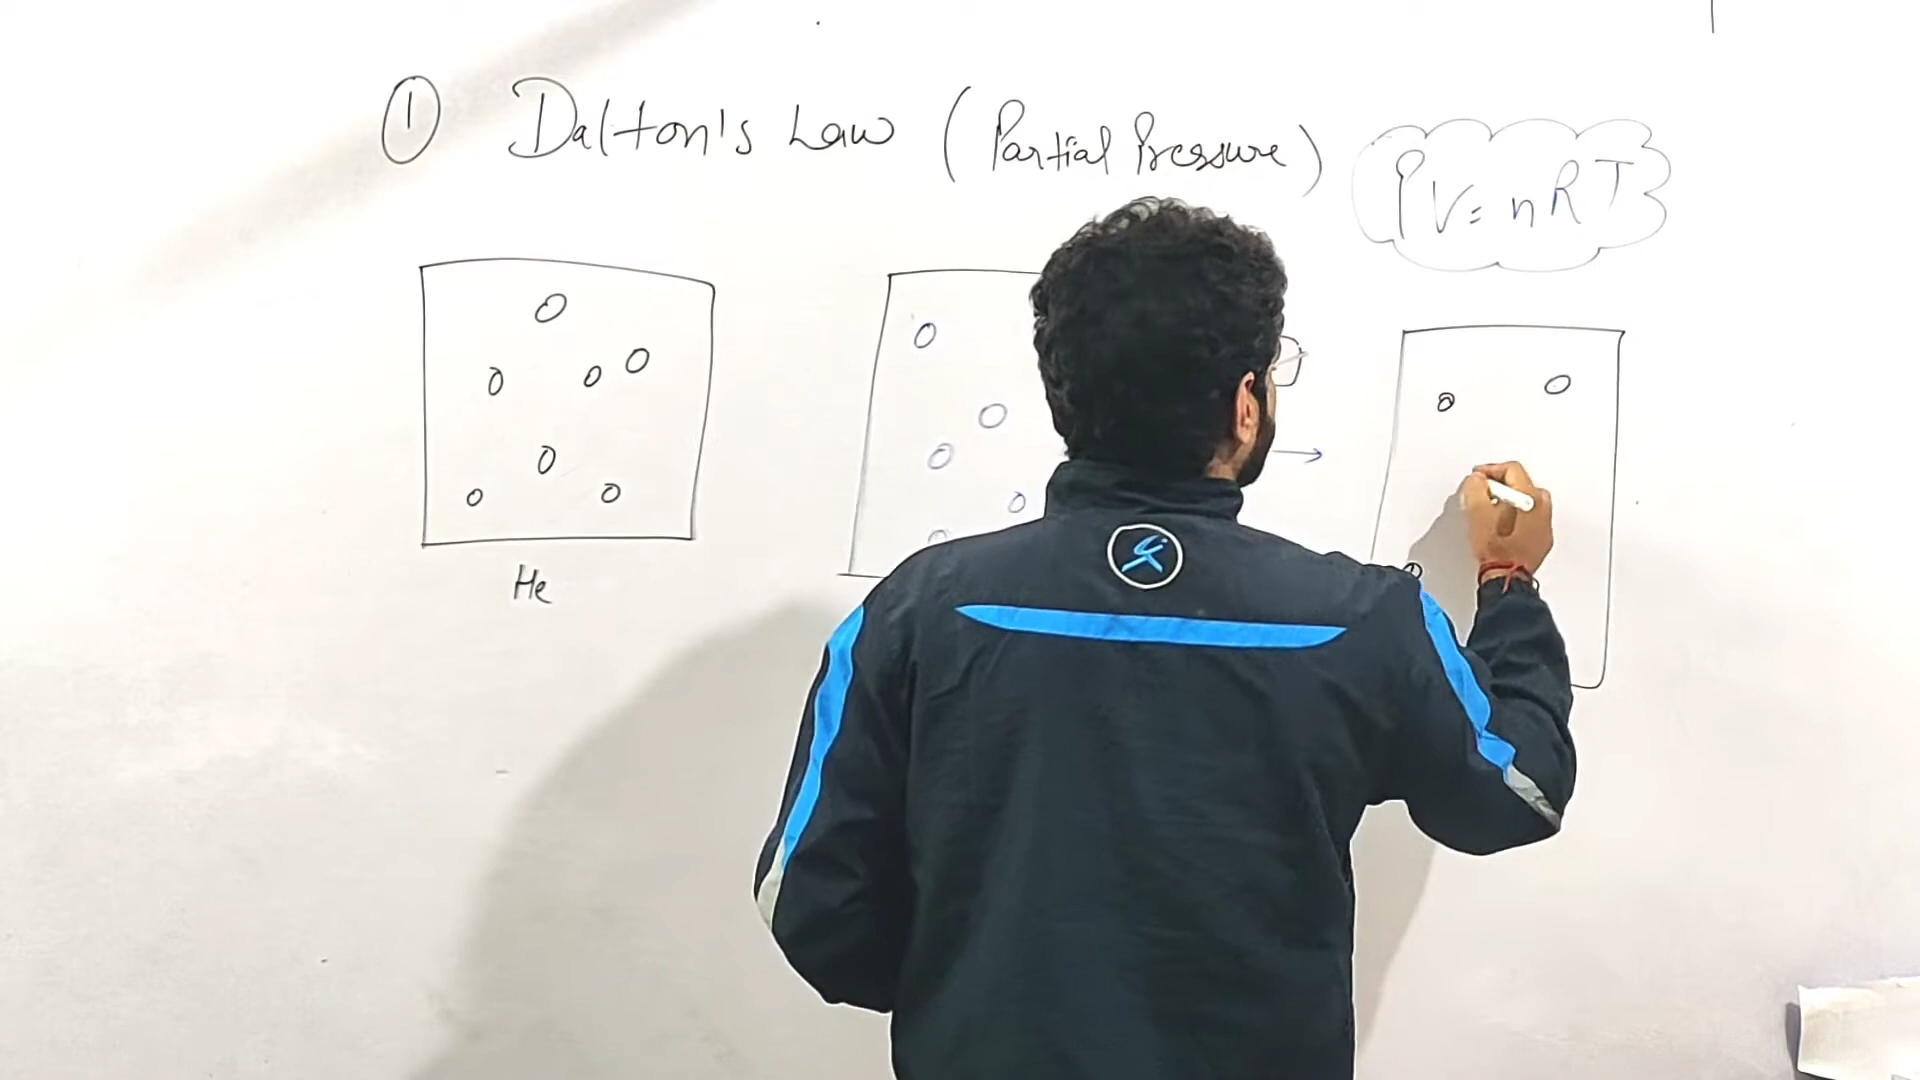 ① Dalton's Law (Partial Pressure)
PV = nRT
He